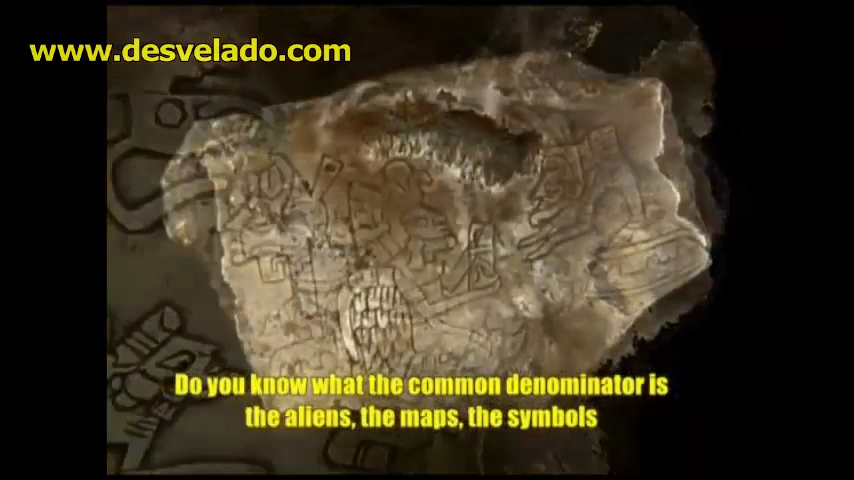 www.desvelado.com
Do you know what the common denominator is
the aliens, the maps, the symbols